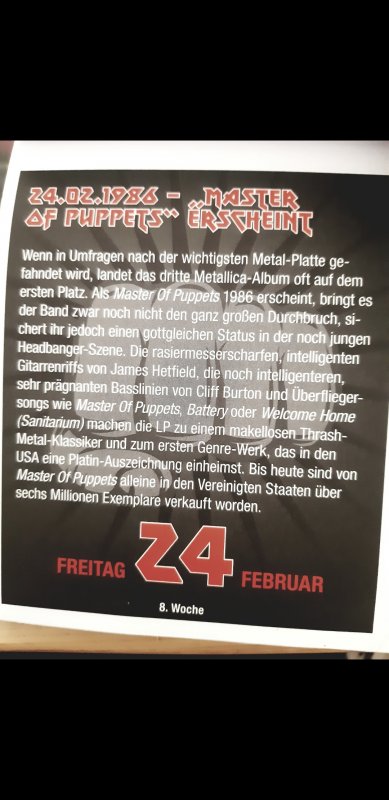 24.02.1986 – „MASTER
OF PUPPETS“ ERSCHEINT
Wenn in Umfragen nach der wichtigsten Metal-Platte ge-
fahndet wird, landet das dritte Metallica-Album oft auf dem
ersten Platz. Als Master Of Puppets 1986 erscheint, bringt es
der Band zwar noch nicht den ganz großen Durchbruch, si-
chert ihr jedoch einen gottgleichen Status in der noch jungen
Headbanger-Szene. Die rasiermesserscharfen, intelligenten
Gitarrenriffs von James Hetfield, die noch intelligenteren,
sehr prägnanten Basslinien von Cliff Burton und Überflieger-
songs wie Master Of Puppets, Battery oder Welcome Home
(Sanitarium) machen die LP zu einem makellosen Thrash-
Metal-Klassiker und zum ersten Genre-Werk, das in den
USA eine Platin-Auszeichnung einheimst. Bis heute sind von
Master Of Puppets alleine in den Vereinigten Staaten über
sechs Millionen Exemplare verkauft worden.
FREITAG 24 FEBRUAR
8. Woche